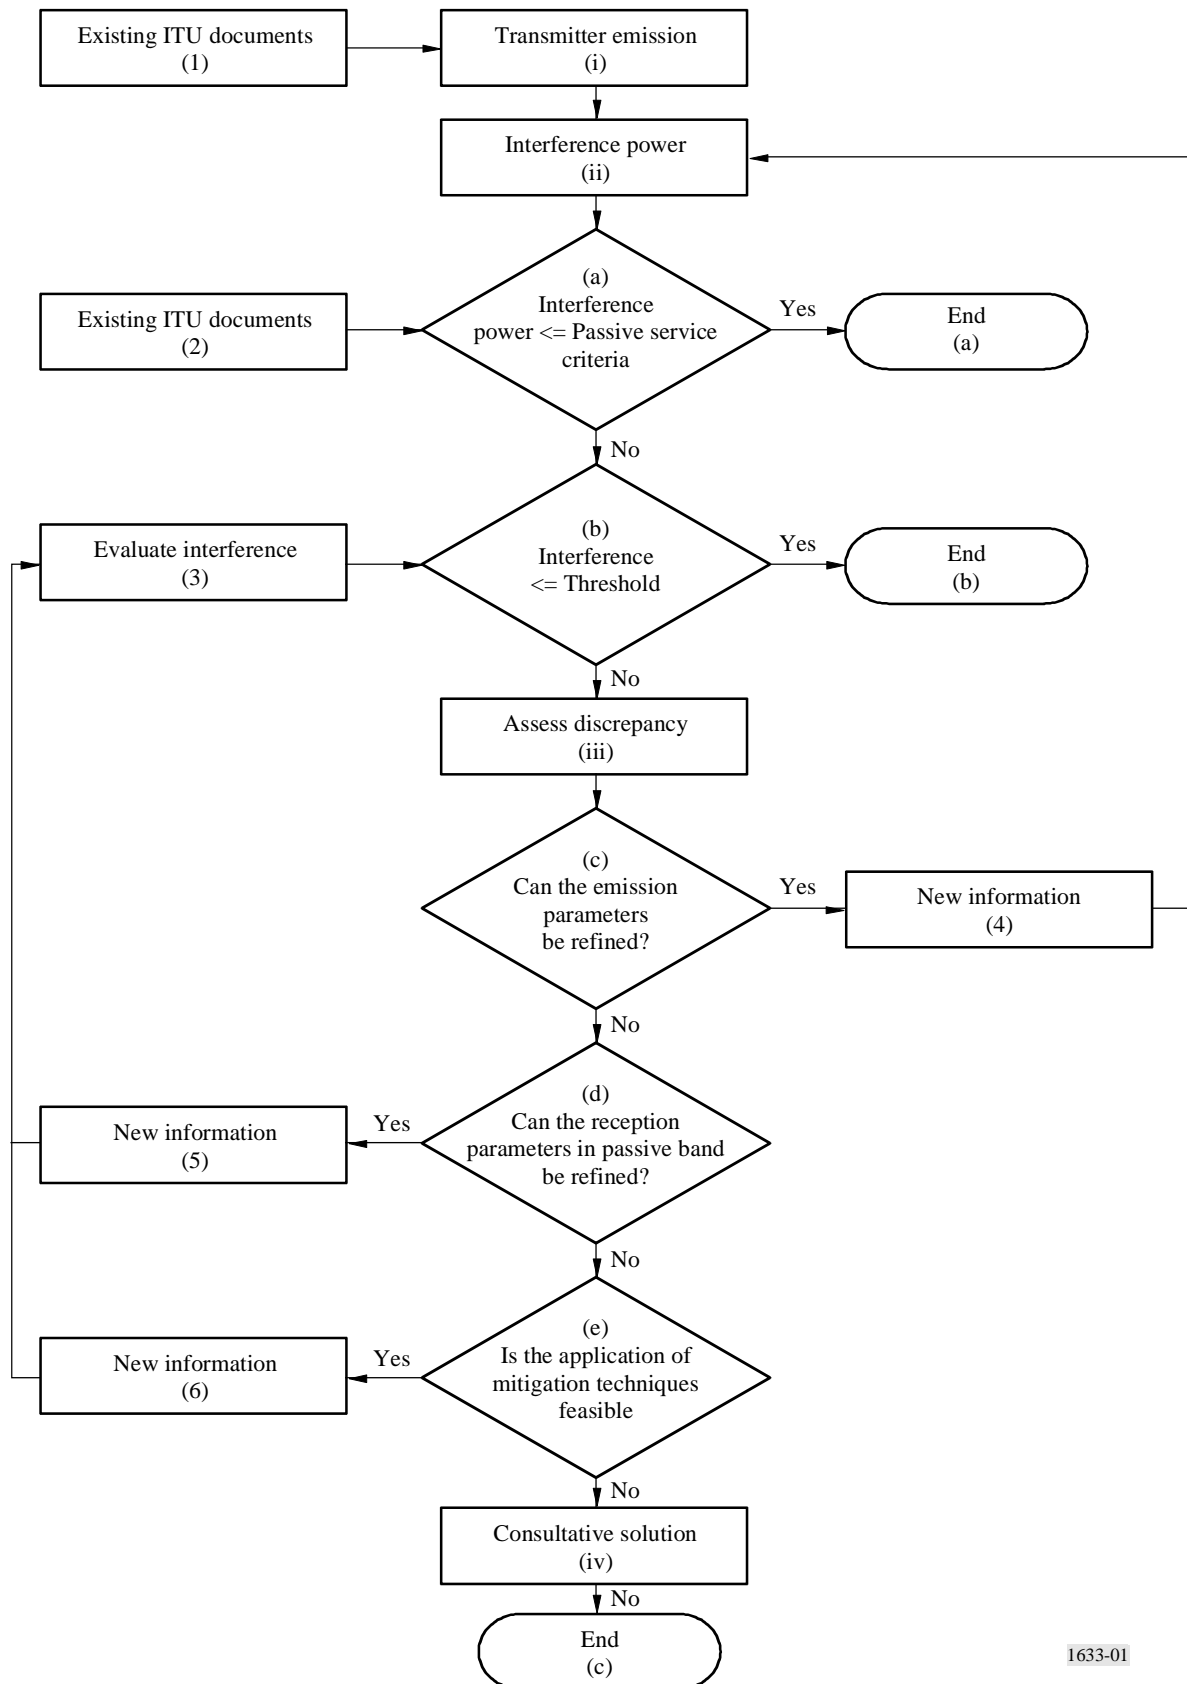 Existing ITU documents
(1)
Transmitter emission
(i)
Interference power
(ii)
(a)
Interference
power <= Passive service
criteria
Existing ITU documents
(2)
Yes
End
(a)
No
(b)
Interference
<= Threshold
Evaluate interference
(3)
Yes
End
(b)
No
Assess discrepancy
(iii)
(c)
Can the emission
parameters
be refined?
Yes
New information
(4)
No
(d)
Can the reception
parameters in passive band
be refined?
Yes
New information
(5)
No
(e)
Is the application of
mitigation techniques
feasible
Yes
New information
(6)
No
Consultative solution
(iv)
No
End
(c)
1633-01